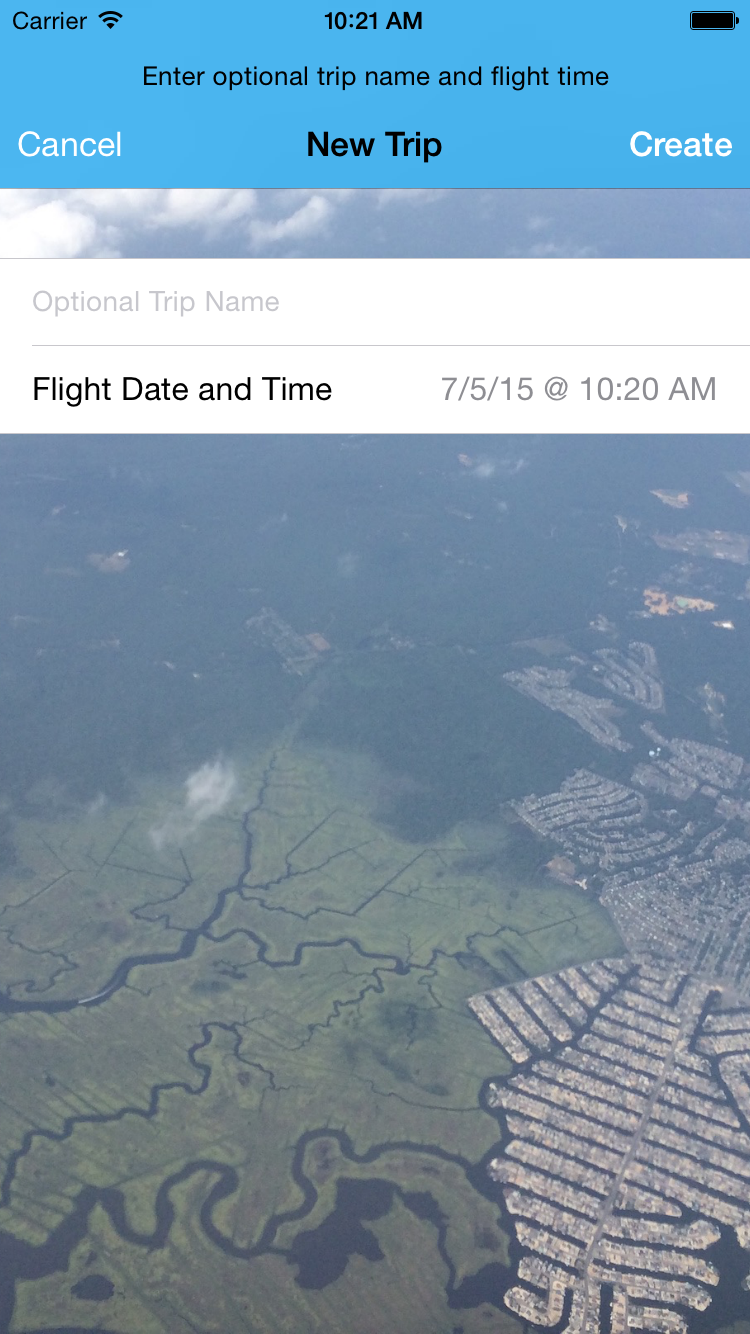 Carrier 10:21 AM
Enter optional trip name and flight time
Cancel New Trip Create
Optional Trip Name
Flight Date and Time 7/5/15 @ 10:20 AM